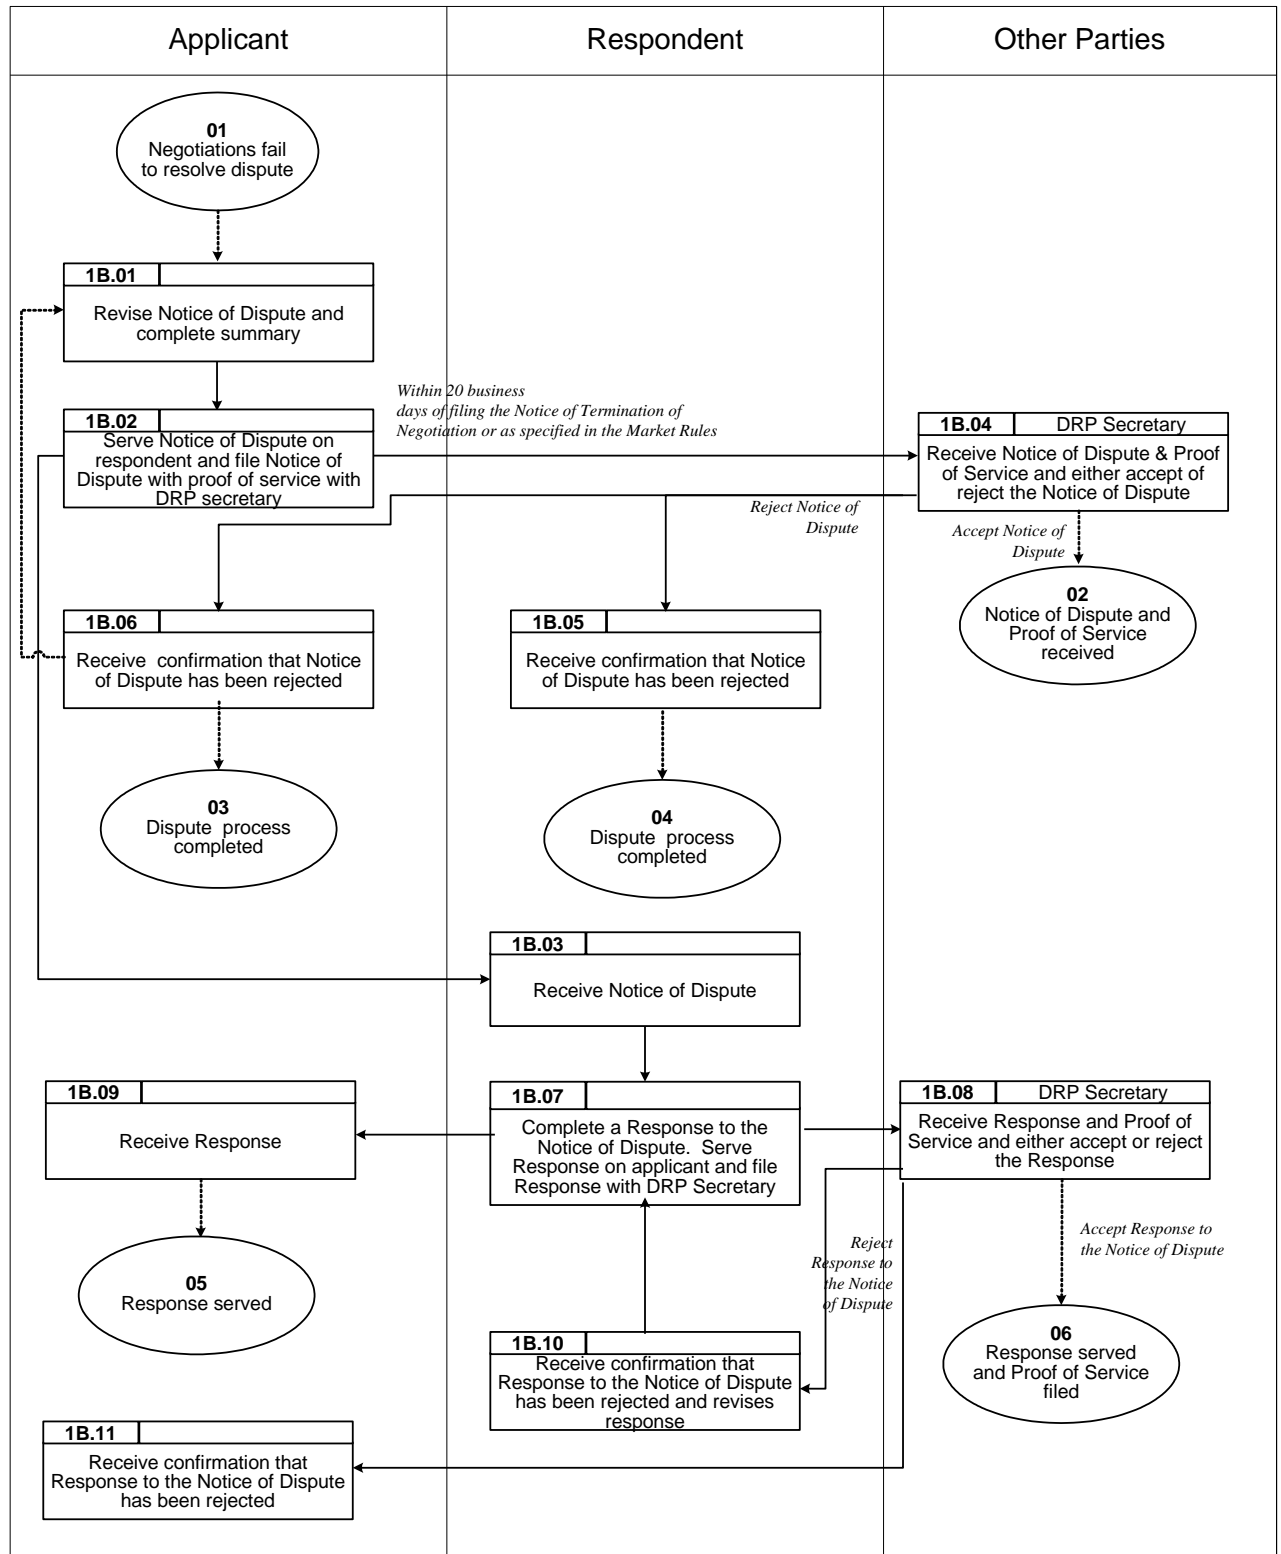 Applicant
Respondent
Other Parties
01
Negotiations fail
to resolve dispute
1B.01
Revise Notice of Dispute and
complete summary
Within 20 business
days of filing the Notice of Termination of
Negotiation or as specified in the Market Rules
1B.02
Serve Notice of Dispute on
respondent and file Notice of
Dispute with proof of service with
DRP secretary
1B.04
DRP Secretary
Receive Notice of Dispute & Proof
of Service and either accept of
reject the Notice of Dispute
Reject Notice of
Dispute
Accept Notice of
Dispute
02
Notice of Dispute and
Proof of Service
received
1B.06
Receive confirmation that Notice
of Dispute has been rejected
1B.05
Receive confirmation that Notice
of Dispute has been rejected
03
Dispute process
completed
04
Dispute process
completed
1B.03
Receive Notice of Dispute
1B.09
Receive Response
1B.07
Complete a Response to the
Notice of Dispute. Serve
Response on applicant and file
Response with DRP Secretary
1B.08
DRP Secretary
Receive Response and Proof of
Service and either accept or reject
the Response
Reject
Response to
the Notice
of Dispute
Accept Response to
the Notice of Dispute
05
Response served
06
Response served
and Proof of Service
filed
1B.10
Receive confirmation that
Response to the Notice of Dispute
has been rejected and revises
response
1B.11
Receive confirmation that
Response to the Notice of Dispute
has been rejected